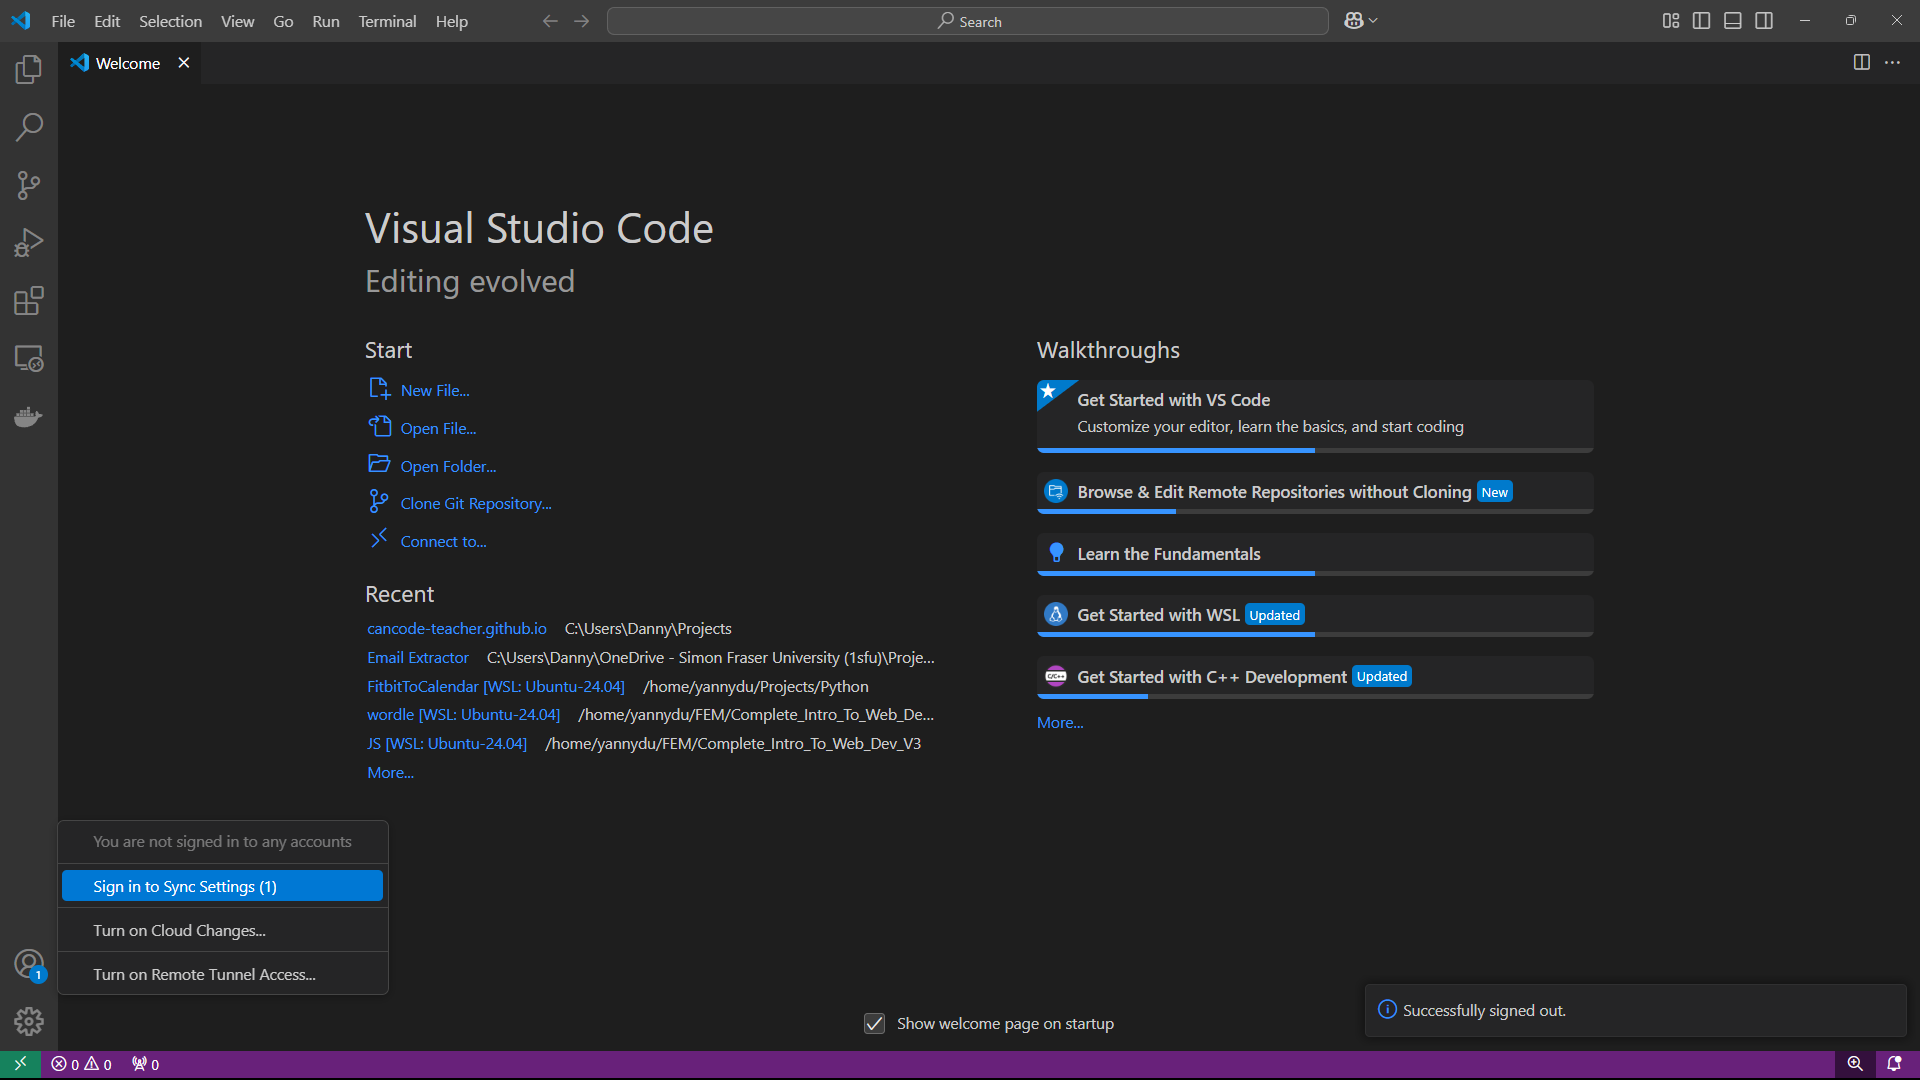 File Edit Selection View Go Run Terminal Help
Search
Welcome
Visual Studio Code
Editing evolved
Start
New File...
Open File...
Open Folder...
Clone Git Repository...
Connect to...
Recent
cancode-teacher.github.io C:\Users\Danny\Projects
Email Extractor C:\Users\Danny\OneDrive - Simon Fraser University (1sfu)\Proje...
FitbitToCalendar [WSL: Ubuntu-24.04] /home/yannydu/Projects/Python
wordle [WSL: Ubuntu-24.04] /home/yannydu/FEM/Complete_Intro_To_Web_De...
JS [WSL: Ubuntu-24.04] /home/yannydu/FEM/Complete_Intro_To_Web_Dev_V3
More...
Walkthroughs
Get Started with VS Code
Customize your editor, learn the basics, and start coding
Browse & Edit Remote Repositories without Cloning New
Learn the Fundamentals
Get Started with WSL Updated
C/C++ Get Started with C++ Development Updated
More...
You are not signed in to any accounts
Sign in to Sync Settings (1)
Turn on Cloud Changes...
Turn on Remote Tunnel Access...
1
Show welcome page on startup
Successfully signed out.
0 0 0